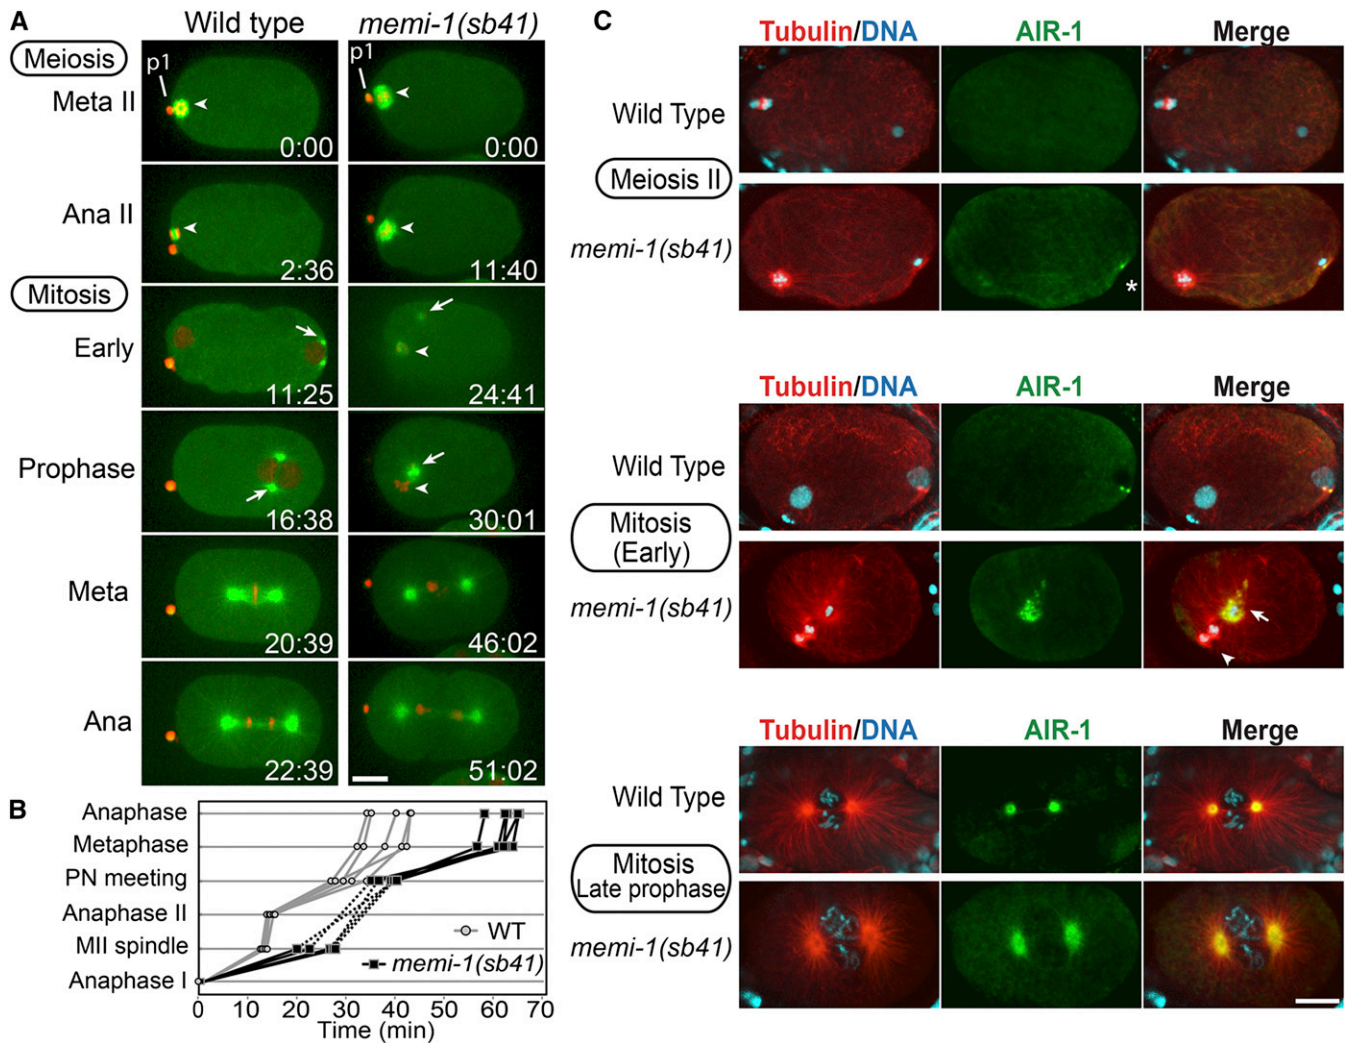 A
Wild type
memi-1(sb41)
Meiosis
Meta II
p1
0:00
p1
0:00
Ana II
2:36
11:40
Mitosis
Early
11:25
24:41
Prophase
16:38
30:01
Meta
20:39
46:02
Ana
22:39
51:02
B
Anaphase
Metaphase
PN meeting
Anaphase II
MII spindle
Anaphase I
WT
memi-1(sb41)
0
10
20
30
40
50
60
70
Time (min)
C
Tubulin/DNA
AIR-1
Merge
Wild Type
Meiosis II
memi-1(sb41)
*
Tubulin/DNA
AIR-1
Merge
Wild Type
Mitosis
(Early)
memi-1(sb41)
Tubulin/DNA
AIR-1
Merge
Wild Type
Mitosis
Late prophase
memi-1(sb41)